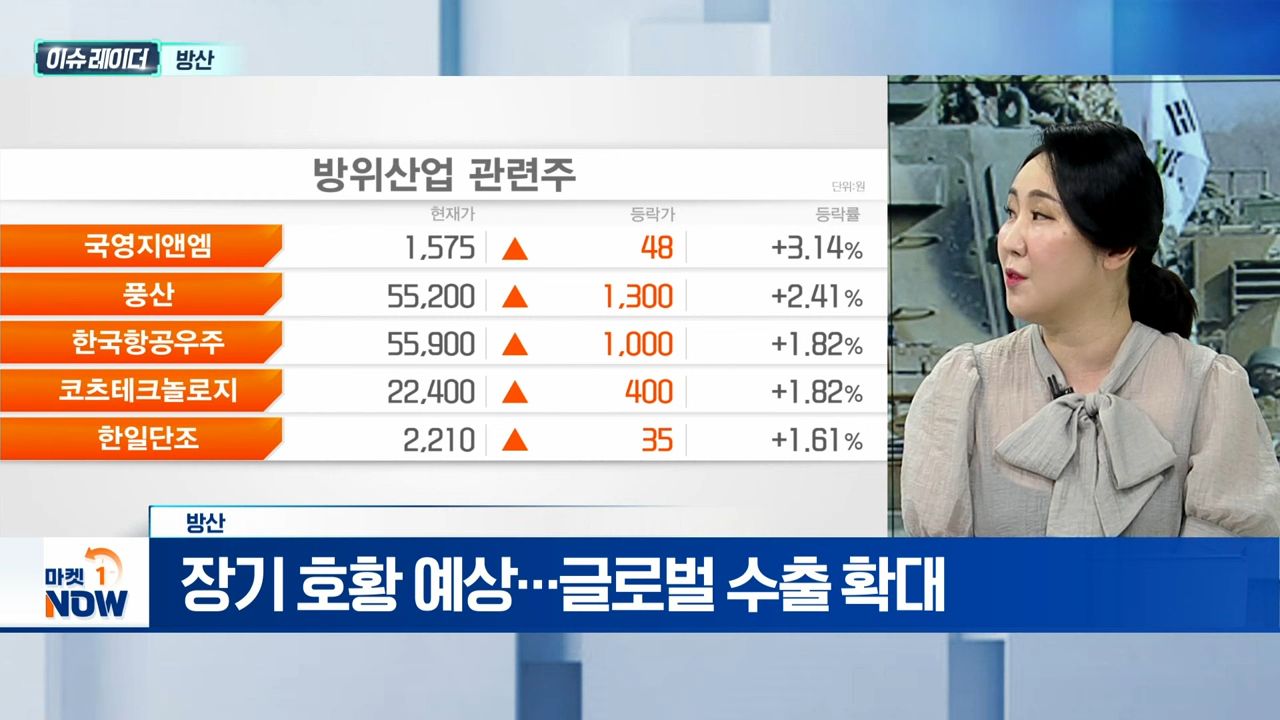 이슈 레이더 방산
방위산업 관련주
단위:원
현재가 등락가 등락률
국영지앤엠 1,575 ▲ 48 +3.14%
풍산 55,200 ▲ 1,300 +2.41%
한국항공우주 55,900 ▲ 1,000 +1.82%
코츠테크놀로지 22,400 ▲ 400 +1.82%
한일단조 2,210 ▲ 35 +1.61%
방산
마켓 1
NOW
장기 호황 예상…글로벌 수출 확대